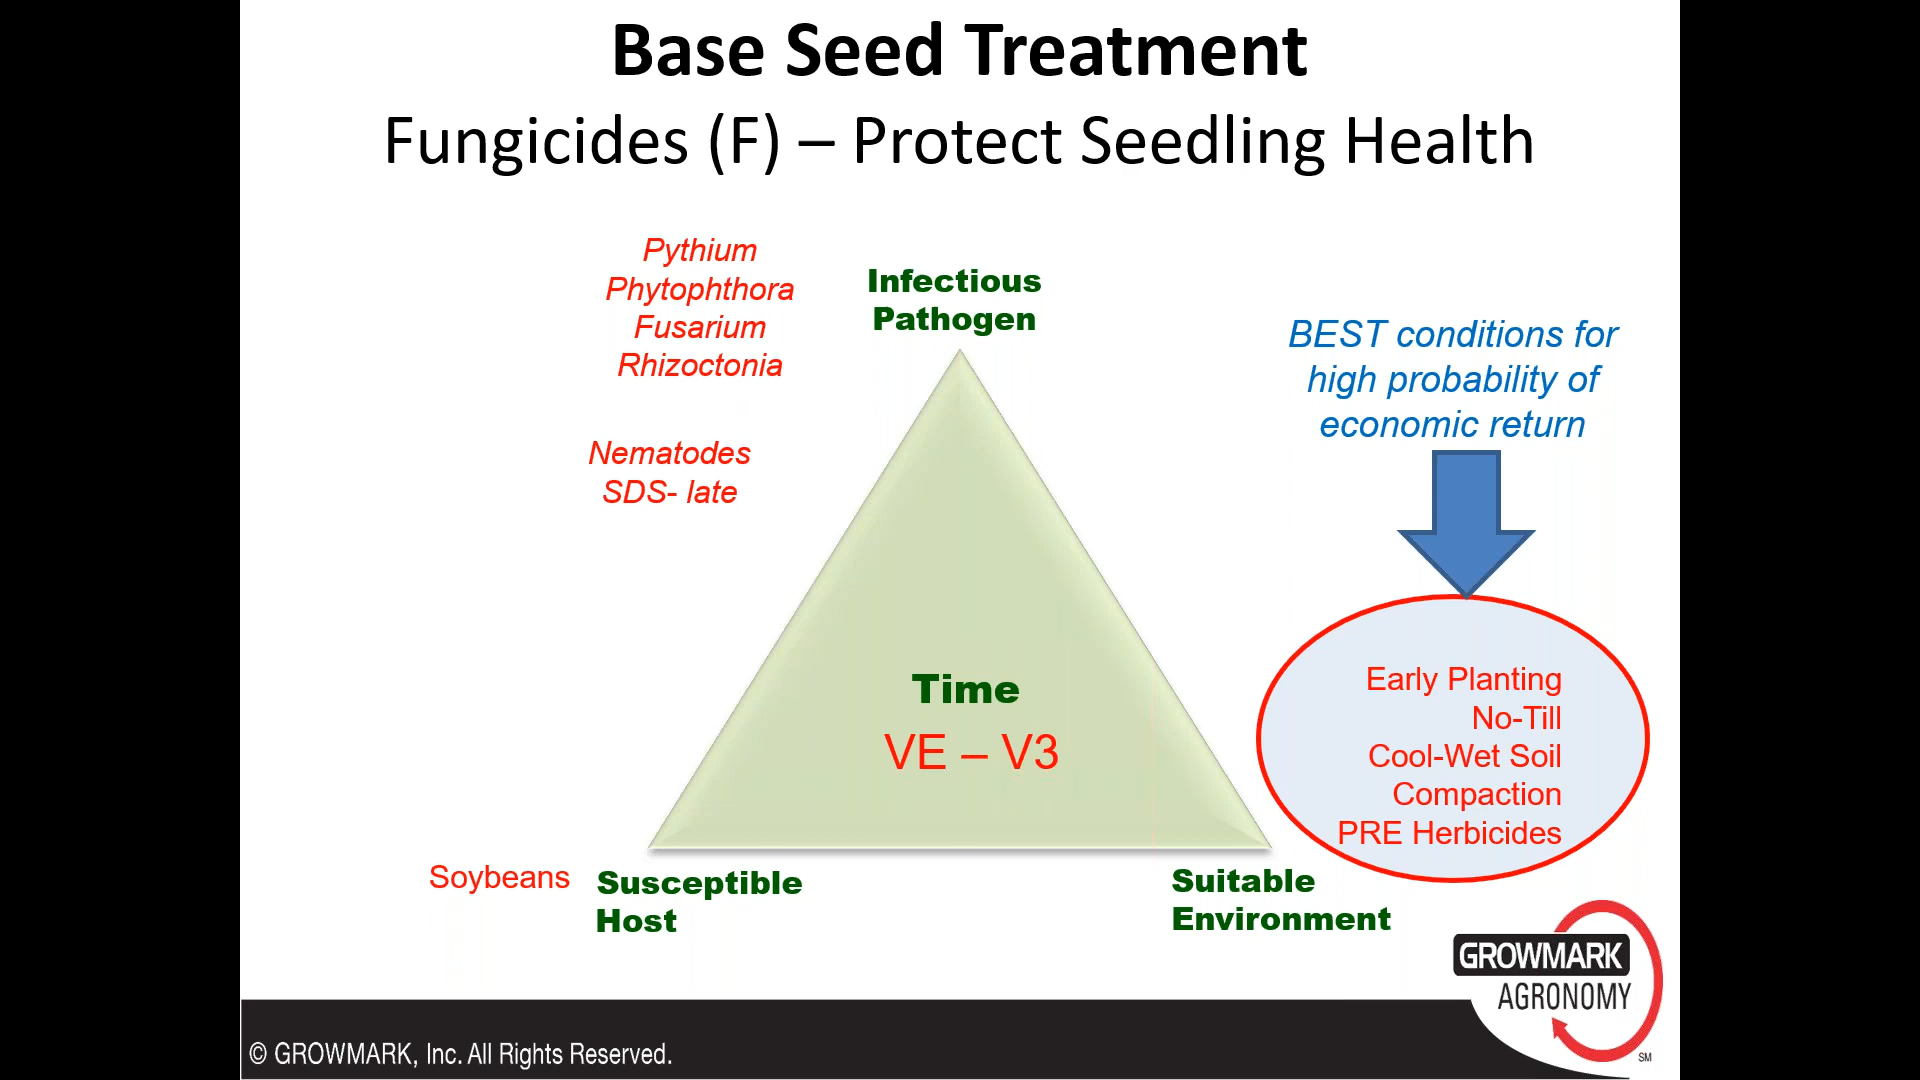 Base Seed Treatment
Fungicides (F) – Protect Seedling Health
Pythium
Phytophthora
Fusarium
Rhizoctonia
Nematodes
SDS- late
Infectious
Pathogen
BEST conditions for
high probability of
economic return
Time
VE – V3
Early Planting
No-Till
Cool-Wet Soil
Compaction
PRE Herbicides
Soybeans
Susceptible
Host
Suitable
Environment
GROWMARK
AGRONOMY
SM
© GROWMARK, Inc. All Rights Reserved.